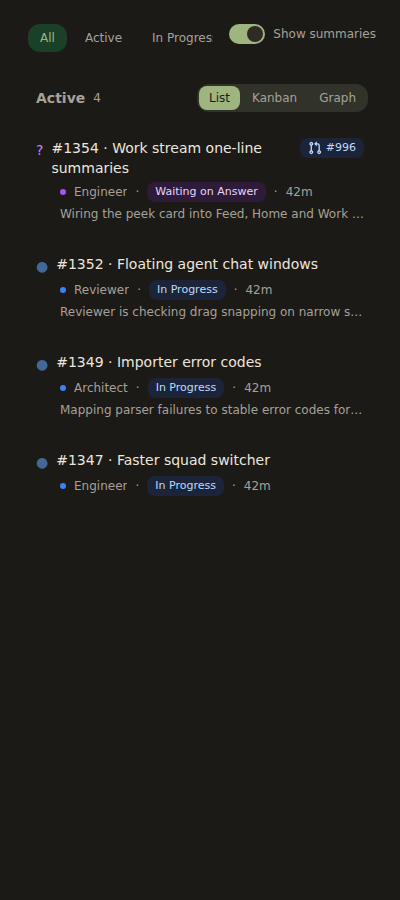 All Active In Progres Show summaries
Active 4 List Kanban Graph
? #1354 · Work stream one-line summaries #996
Engineer · Waiting on Answer · 42m
Wiring the peek card into Feed, Home and Work …
#1352 · Floating agent chat windows
Reviewer · In Progress · 42m
Reviewer is checking drag snapping on narrow s…
#1349 · Importer error codes
Architect · In Progress · 42m
Mapping parser failures to stable error codes for…
#1347 · Faster squad switcher
Engineer · In Progress · 42m